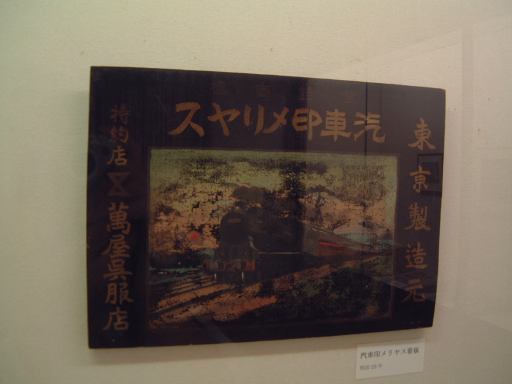 汽車印メリヤス
東京製造元
特約店 萬屋呉服店
汽車印メリヤス看板